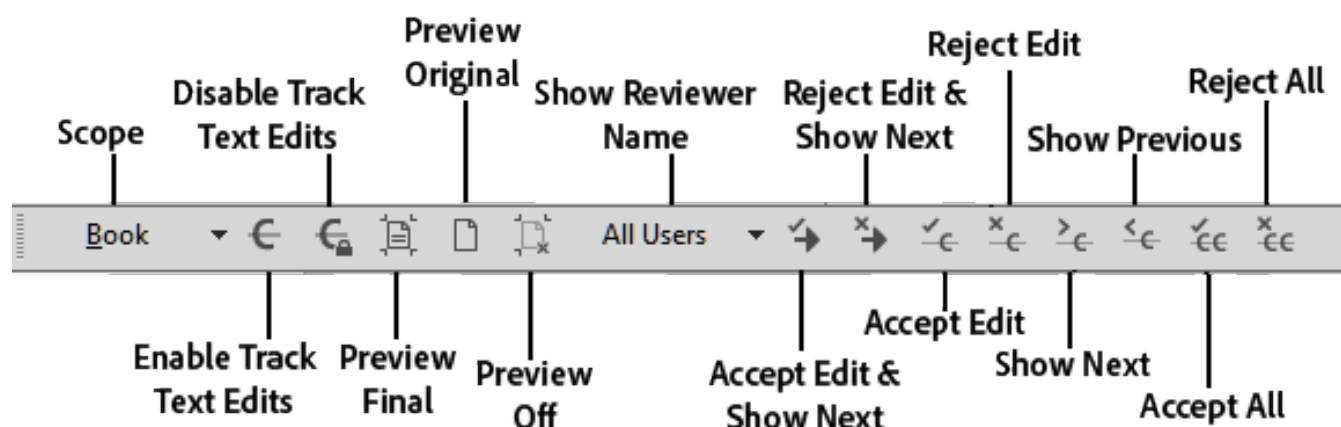 Preview
Original
Reject Edit
Disable Track
Text Edits
Show Reviewer
Name
Reject Edit &
Show Next
Reject All
Scope
Show Previous
Book
All Users
Enable Track
Text Edits
Preview
Final
Preview
Off
Accept Edit &
Show Next
Accept Edit
Show Next
Accept All